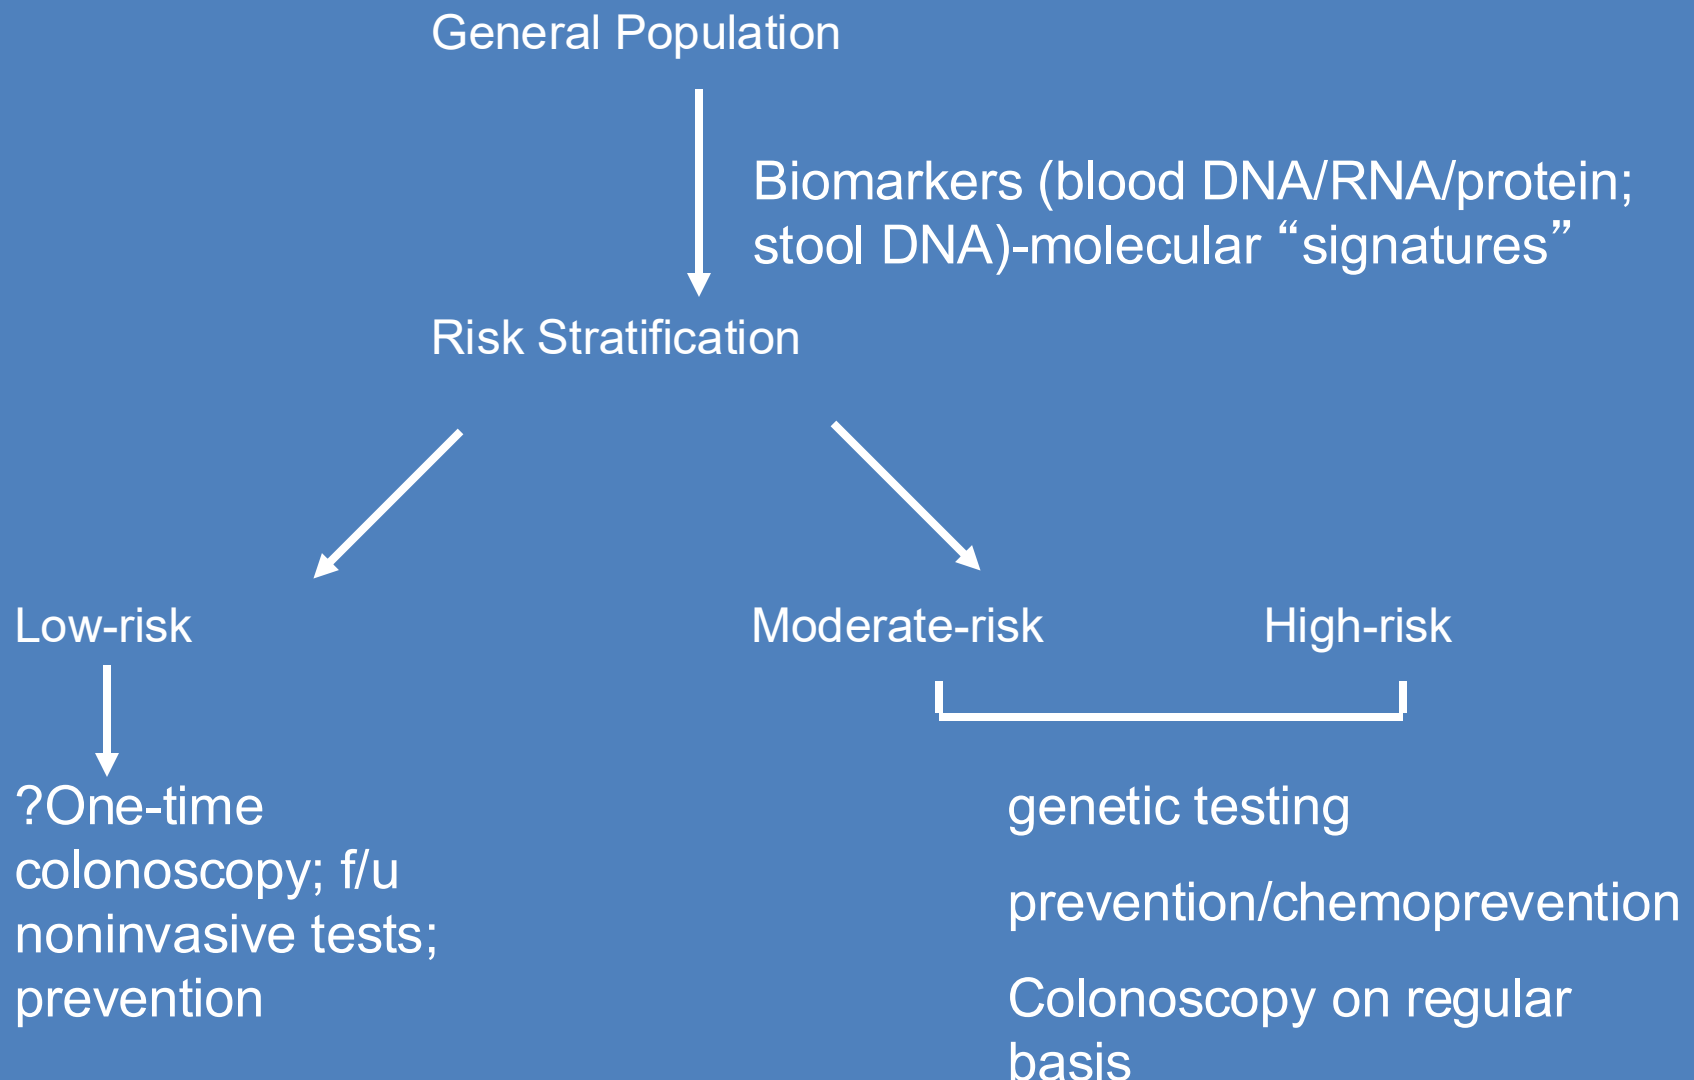 General Population
Biomarkers (blood DNA/RNA/protein;
stool DNA)-molecular “signatures”
Risk Stratification
Low-risk
Moderate-risk
High-risk
?One-time
colonoscopy; f/u
noninvasive tests;
prevention
genetic testing
prevention/chemoprevention
Colonoscopy on regular
basis